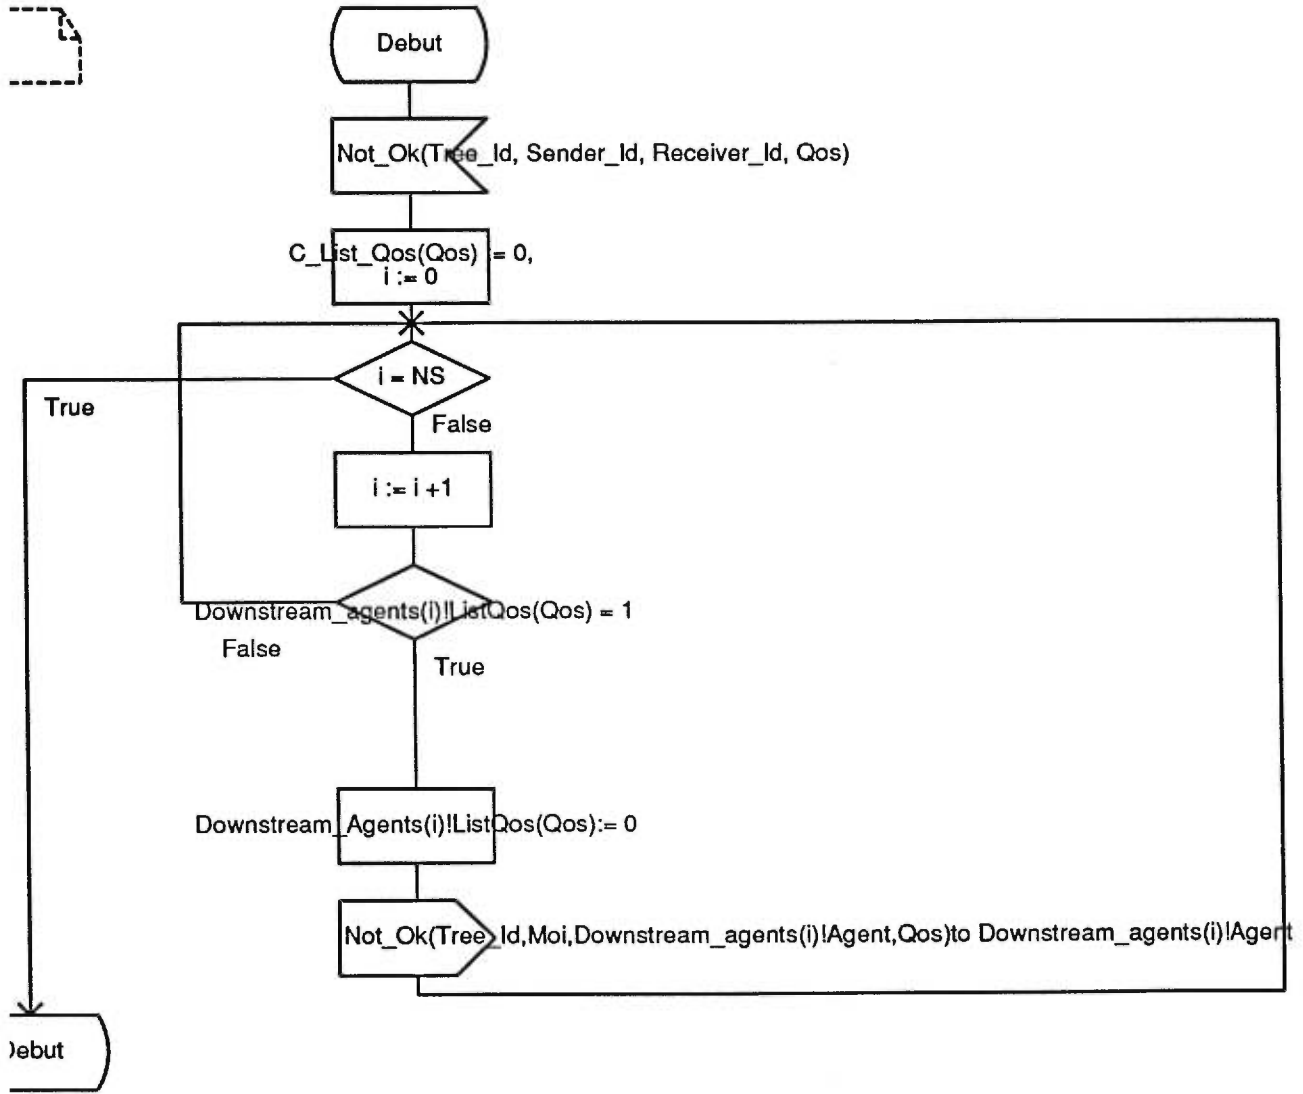 Debut
Not_Ok(Tree_Id, Sender_Id, Receiver_Id, Qos)
C_List_Qos(Qos) = 0,
i := 0
i = NS
True
False
i := i +1
Downstream_agents(i)!ListQos(Qos) = 1
False
True
Downstream_Agents(i)!ListQos(Qos):= 0
Not_Ok(Tree_Id,Moi,Downstream_agents(i)!Agent,Qos)to Downstream_agents(i)!Agent
Debut